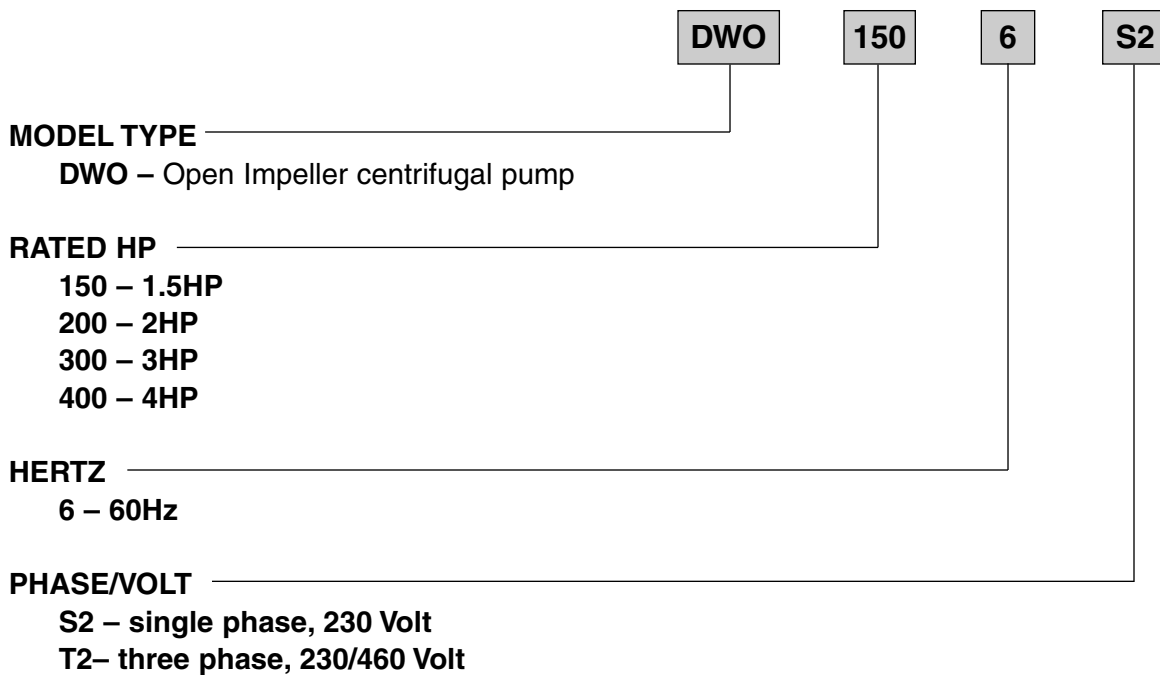 DWO 150 6 S2
MODEL TYPE
DWO – Open Impeller centrifugal pump
RATED HP
150 – 1.5HP
200 – 2HP
300 – 3HP
400 – 4HP
HERTZ
6 – 60Hz
PHASE/VOLT
S2 – single phase, 230 Volt
T2– three phase, 230/460 Volt